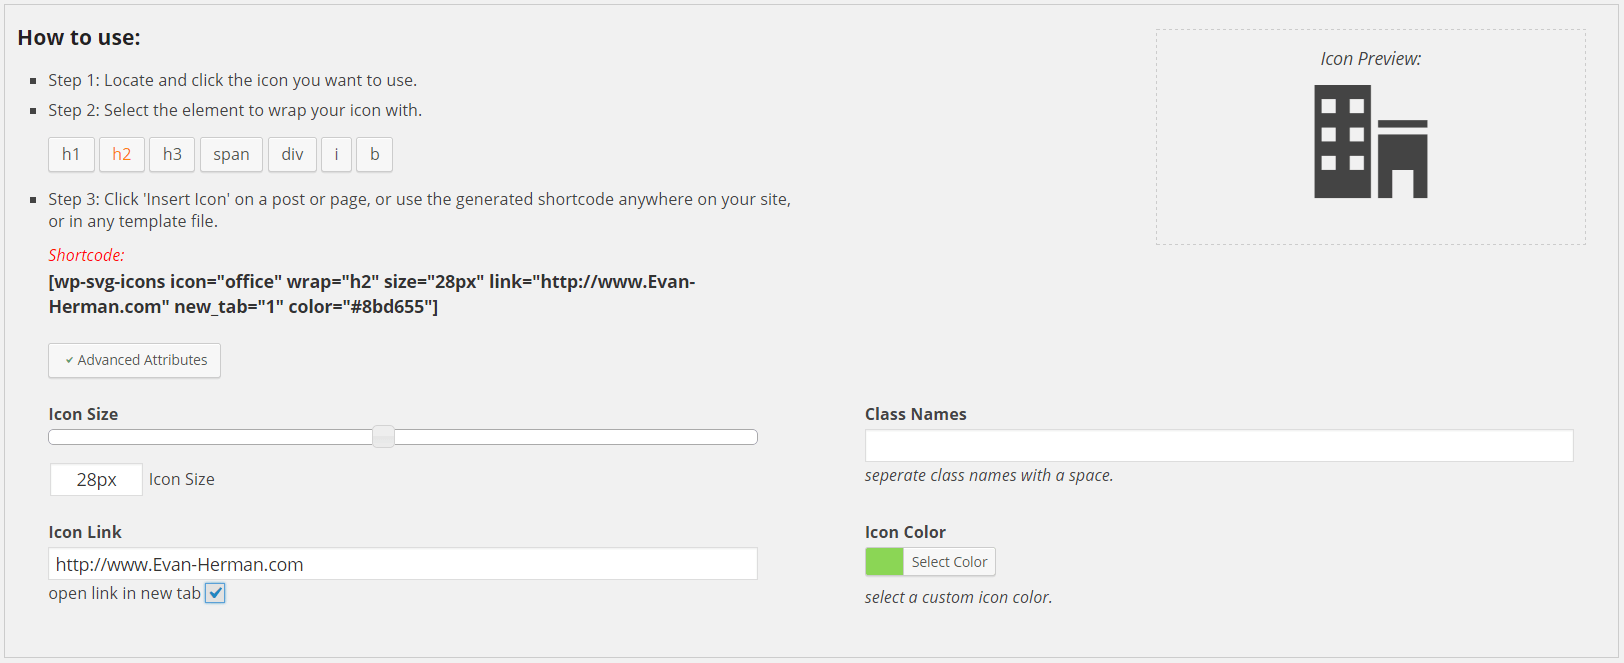 How to use:
Step 1: Locate and click the icon you want to use.
Step 2: Select the element to wrap your icon with.
h1 h2 h3 span div i b
Step 3: Click 'Insert Icon' on a post or page, or use the generated shortcode anywhere on your site,
or in any template file.
Shortcode:
[wp-svg-icons icon="office" wrap="h2" size="28px" link="http://www.Evan-
Herman.com" new_tab="1" color="#8bd655"]
Icon Preview:
Advanced Attributes
Icon Size
28px Icon Size
Class Names
seperate class names with a space.
Icon Link
http://www.Evan-Herman.com
open link in new tab
Icon Color
Select Color
select a custom icon color.